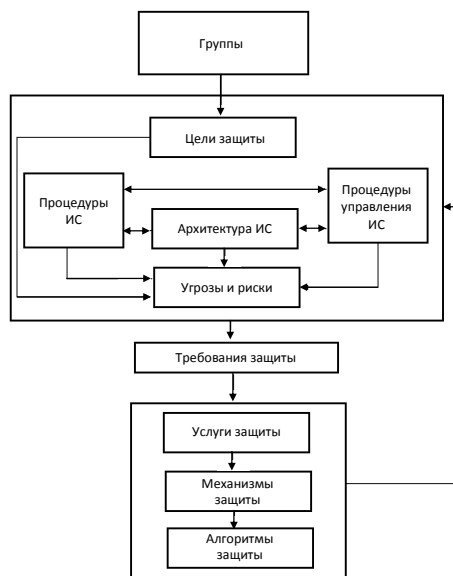 Группы
Цели защиты
Процедуры
ИС
Процедуры
управления
ИС
Архитектура ИС
Угрозы и риски
Требования защиты
Услуги защиты
Механизмы
защиты
Алгоритмы
защиты